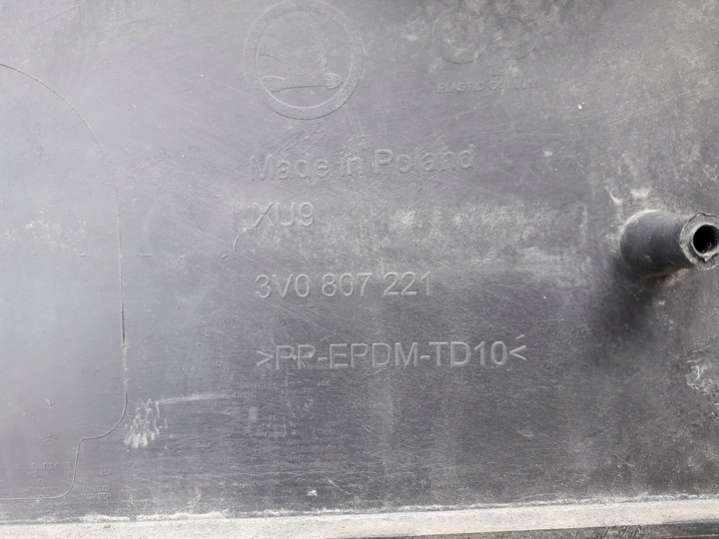 Made in Poland
XU9
3V0 807 221
>PP-EPDM-TD10<